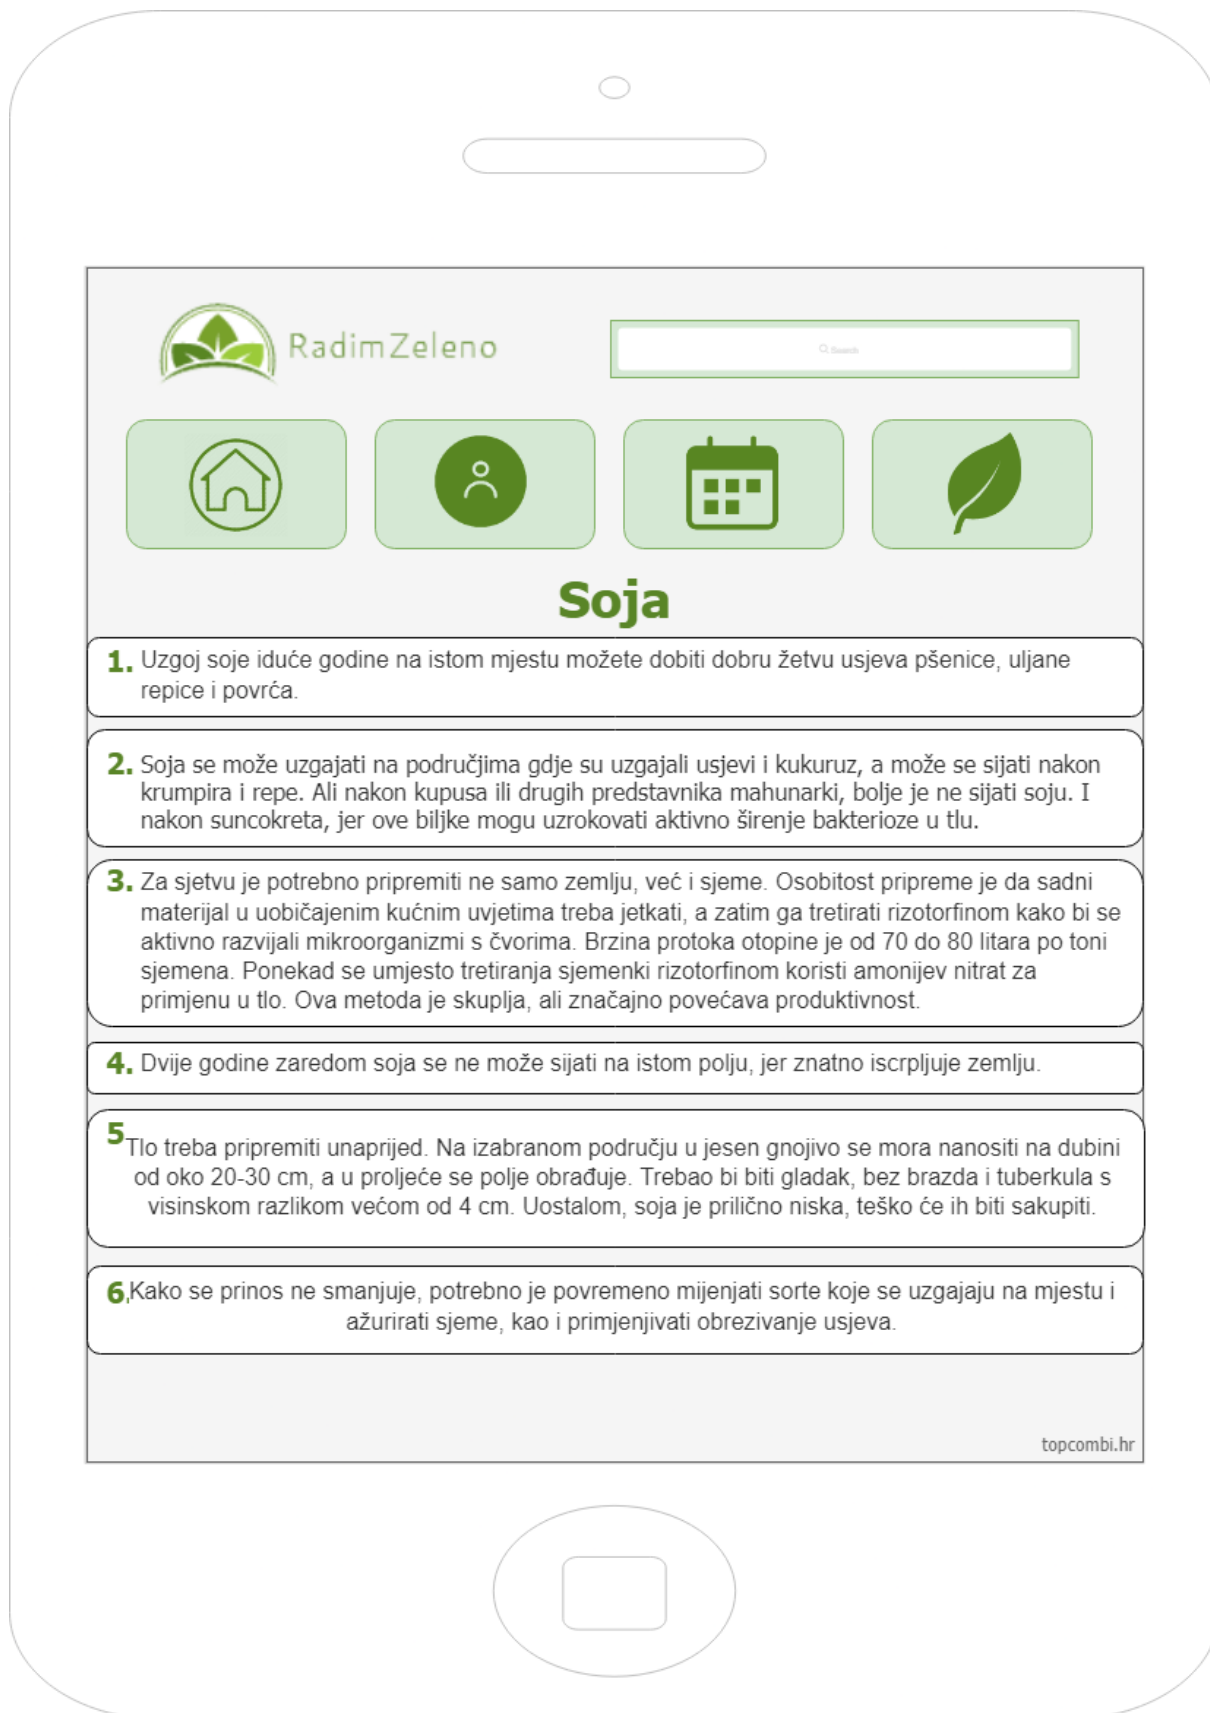 RadimZeleno
Search
Soja
1. Uzgoj soje iduće godine na istom mjestu možete dobiti dobru žetvu usjeva pšenice, uljane
repice i povrća.
2. Soja se može uzgajati na područjima gdje su uzgajali usjevi i kukuruz, a može se sijati nakon
krumpira i repe. Ali nakon kupusa ili drugih predstavnika mahunarki, bolje je ne sijati soju. I
nakon suncokreta, jer ove biljke mogu uzrokovati aktivno širenje bakterioze u tlu.
3. Za sjetvu je potrebno pripremiti ne samo zemlju, već i sjeme. Osobitost pripreme je da sadni
materijal u uobičajenim kućnim uvjetima treba jetkati, a zatim ga tretirati rizotorfinom kako bi se
aktivno razvijali mikroorganizmi s čvorima. Brzina protoka otopine je od 70 do 80 litara po toni
sjemena. Ponekad se umjesto tretiranja sjemenki rizotorfinom koristi amonijev nitrat za
primjenu u tlo. Ova metoda je skuplja, ali značajno povećava produktivnost.
4. Dvije godine zaredom soja se ne može sijati na istom polju, jer znatno iscrpljuje zemlju.
5 Tlo treba pripremiti unaprijed. Na izabranom području u jesen gnojivo se mora nanositi na dubini
od oko 20-30 cm, a u proljeće se polje obrađuje. Trebao bi biti gladak, bez brazda i tuberkula s
visinskom razlikom većom od 4 cm. Uostalom, soja je prilično niska, teško će ih biti sakupiti.
6. Kako se prinos ne smanjuje, potrebno je povremeno mijenjati sorte koje se uzgajaju na mjestu i
ažurirati sjeme, kao i primjenjivati obrezivanje usjeva.
topcombi.hr